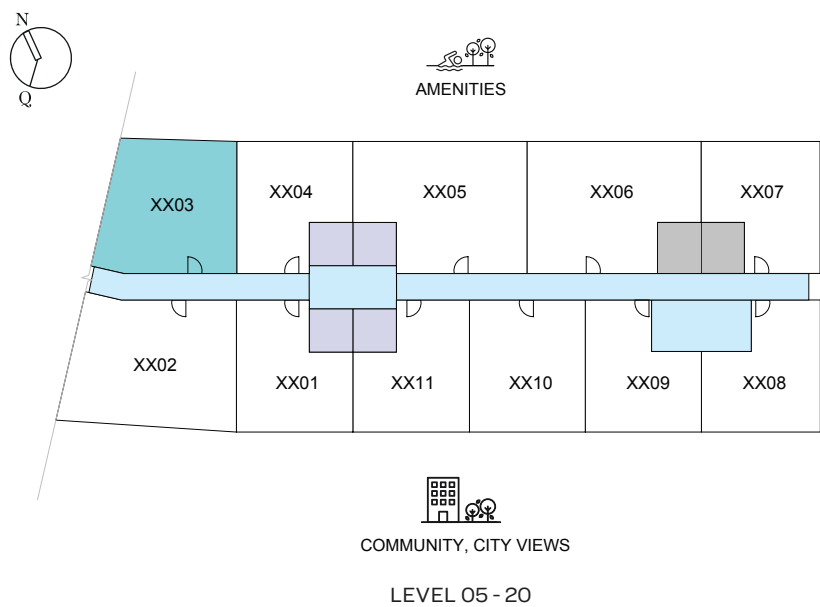 N
Q
AMENITIES
XX03
XX04
XX05
XX06
XX07
XX02
XX01
XX11
XX10
XX09
XX08
COMMUNITY, CITY VIEWS
LEVEL 05 - 20